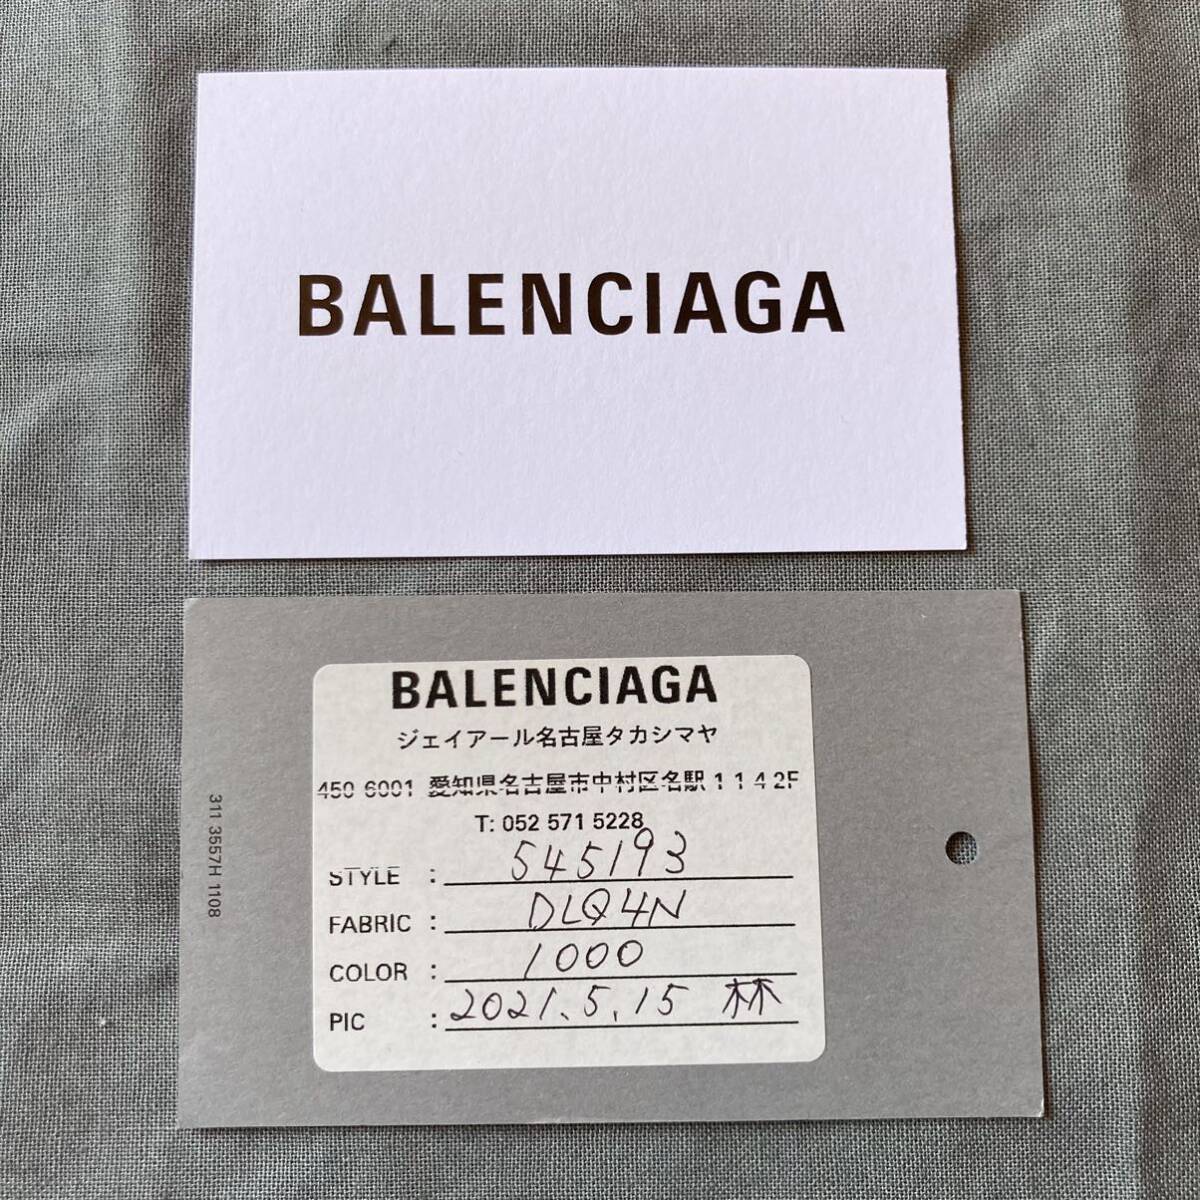 BALENCIAGA
BALENCIAGA
ジェイアール名古屋タカシマヤ
450 6001 愛知県名古屋市中村区名駅 1 1 4 2F
T: 052 571 5228
STYLE : 545193
FABRIC : DLQ4N
COLOR : 1000
PIC : 2021.5.15 林
311 3557H 1108